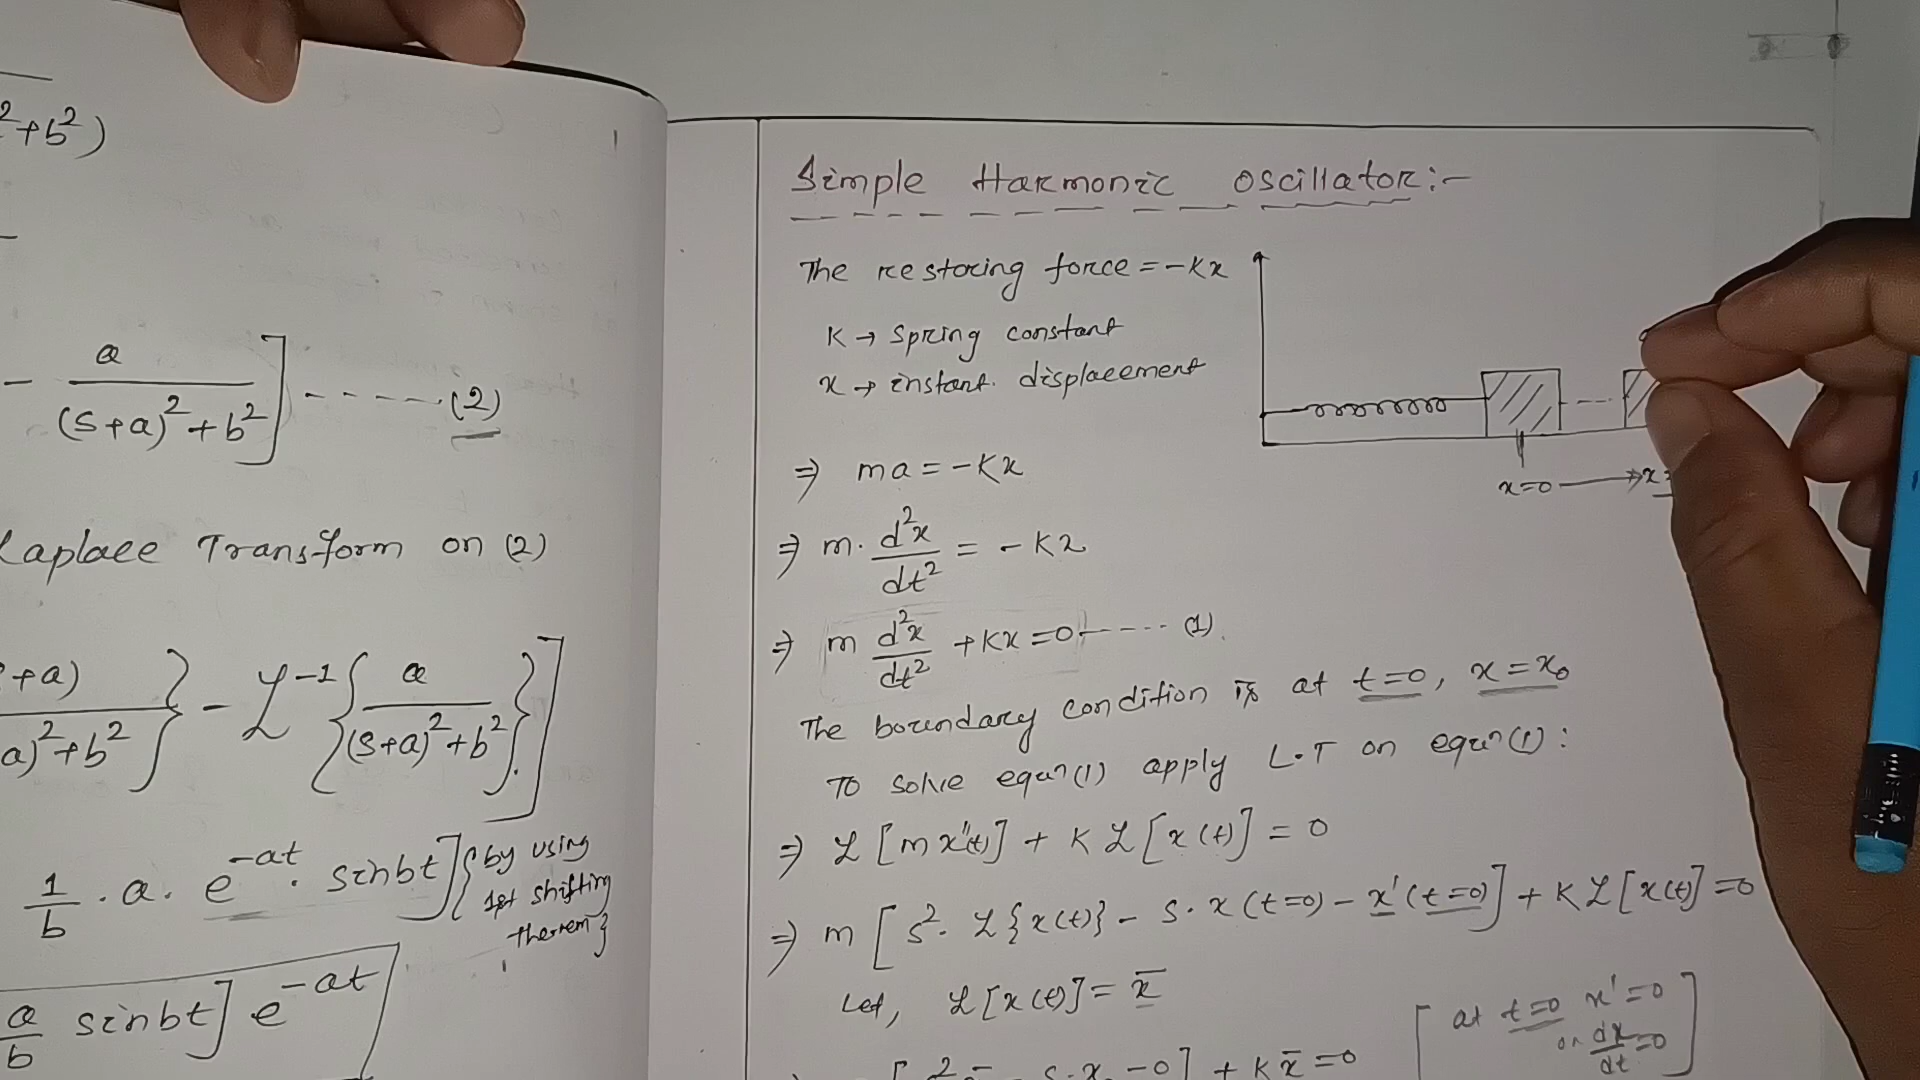 ²+b²)
- a/((s+a)²+b²)] ------ (2)
Laplace Transform on (2)
+a)/(a)²+b²} - ℒ⁻¹{a/((s+a)²+b²)}]
1/b · a · e^-at · sinbt] {by using
1st shifting
theorem}
a/b sinbt] e^-at
Simple Harmonic oscillator:-
The restoring force = -Kx
K → Spring constant
x → instant. displacement
x=0 → x=
⇒ ma = -Kx
⇒ m. d²x/dt² = -Kx
⇒ m d²x/dt² + Kx = 0 ---- (1).
The boundary condition is at t=0, x = x₀
To solve equn(1) apply L.T on equn(1):
⇒ ℒ[m x''(t)] + K ℒ[x(t)] = 0
⇒ m [s². ℒ{x(t)} - s. x(t=0) - x'(t=0)] + K ℒ[x(t)] = 0
Let, ℒ[x(t)] = x̄
[at t=0 x'=0
or dx/dt=0]
+ K x̄ = 0